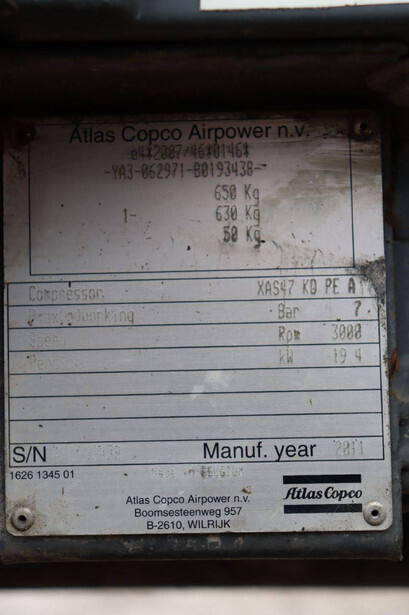 Atlas Copco Airpower n.v.
e4*2007/46*0146*
-YA3-062971-B0193438-
650 Kg
1- 630 Kg
50 Kg
Compressor XAS47 KD PE A
Bar 7
Speed Rpm 3000
kW 19 4
S/N Manuf. year 2011
1626 1345 01
Atlas Copco Airpower n.v.
Boomsesteenweg 957
B-2610, WILRIJK
Atlas Copco